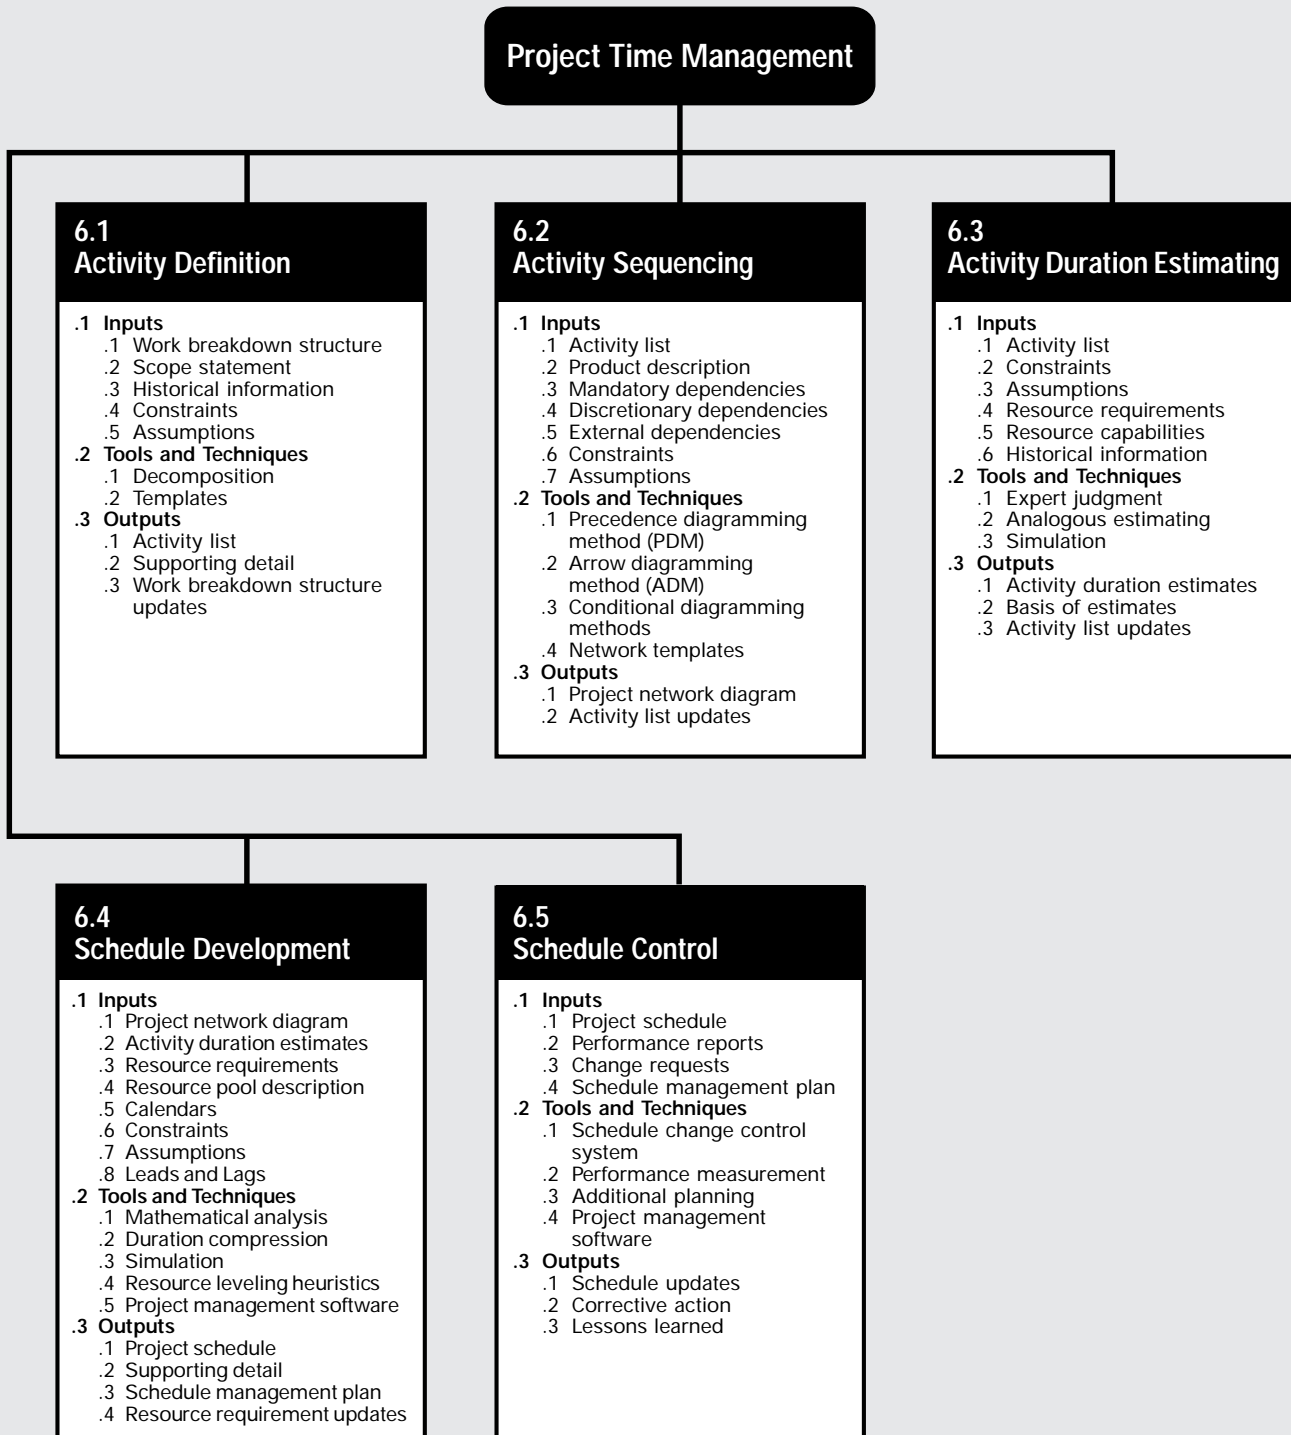 Project Time Management
6.1
Activity Definition
.1 Inputs
.1 Work breakdown structure
.2 Scope statement
.3 Historical information
.4 Constraints
.5 Assumptions
.2 Tools and Techniques
.1 Decomposition
.2 Templates
.3 Outputs
.1 Activity list
.2 Supporting detail
.3 Work breakdown structure
updates
6.2
Activity Sequencing
.1 Inputs
.1 Activity list
.2 Product description
.3 Mandatory dependencies
.4 Discretionary dependencies
.5 External dependencies
.6 Constraints
.7 Assumptions
.2 Tools and Techniques
.1 Precedence diagramming
method (PDM)
.2 Arrow diagramming
method (ADM)
.3 Conditional diagramming
methods
.4 Network templates
.3 Outputs
.1 Project network diagram
.2 Activity list updates
6.3
Activity Duration Estimating
.1 Inputs
.1 Activity list
.2 Constraints
.3 Assumptions
.4 Resource requirements
.5 Resource capabilities
.6 Historical information
.2 Tools and Techniques
.1 Expert judgment
.2 Analogous estimating
.3 Simulation
.3 Outputs
.1 Activity duration estimates
.2 Basis of estimates
.3 Activity list updates
6.4
Schedule Development
.1 Inputs
.1 Project network diagram
.2 Activity duration estimates
.3 Resource requirements
.4 Resource pool description
.5 Calendars
.6 Constraints
.7 Assumptions
.8 Leads and Lags
.2 Tools and Techniques
.1 Mathematical analysis
.2 Duration compression
.3 Simulation
.4 Resource leveling heuristics
.5 Project management software
.3 Outputs
.1 Project schedule
.2 Supporting detail
.3 Schedule management plan
.4 Resource requirement updates
6.5
Schedule Control
.1 Inputs
.1 Project schedule
.2 Performance reports
.3 Change requests
.4 Schedule management plan
.2 Tools and Techniques
.1 Schedule change control
system
.2 Performance measurement
.3 Additional planning
.4 Project management
software
.3 Outputs
.1 Schedule updates
.2 Corrective action
.3 Lessons learned